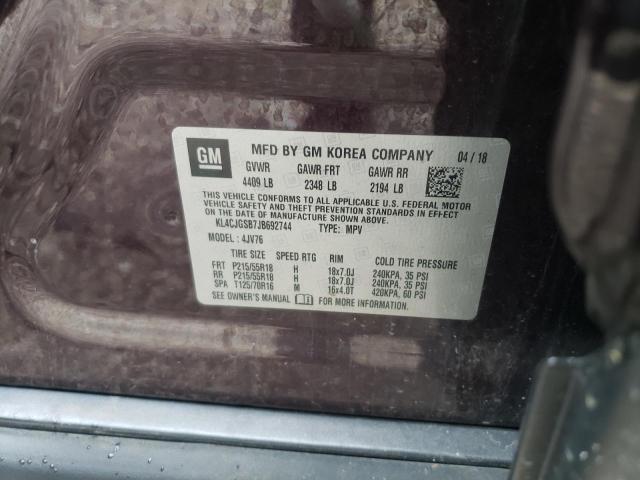 GM MFD BY GM KOREA COMPANY 04 / 18
GVWR GAWR FRT GAWR RR
4409 LB 2348 LB 2194 LB
THIS VEHICLE CONFORMS TO ALL APPLICABLE U.S. FEDERAL MOTOR
VEHICLE SAFETY AND THEFT PREVENTION STANDARDS IN EFFECT ON
THE DATE OF MANUFACTURE SHOWN ABOVE.
KL4CJGSB7JB692744 TYPE: MPV
MODEL : 4JV76
TIRE SIZE SPEED RTG RIM COLD TIRE PRESSURE
FRT P215/55R18 H 18x7.0J 240KPA, 35 PSI
RR P215/55R18 H 18x7.0J 240KPA, 35 PSI
SPA T125/70R16 M 16x4.0T 420KPA, 60 PSI
SEE OWNER'S MANUAL FOR MORE INFORMATION.